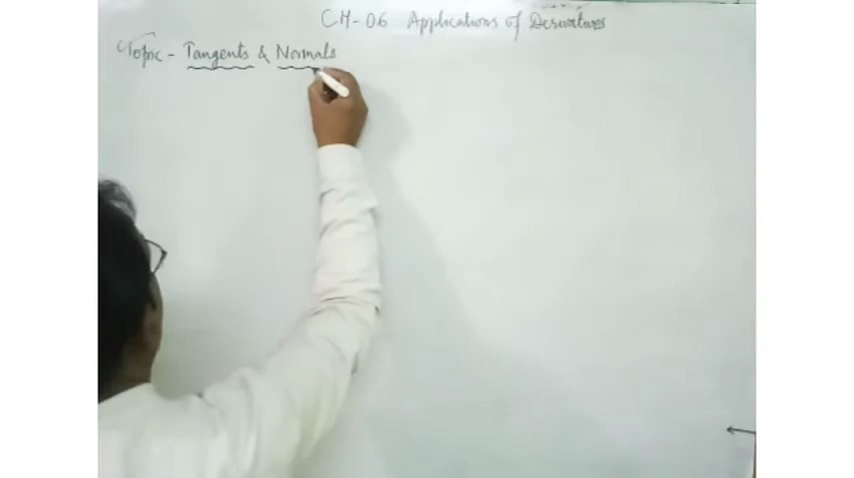 CH-06 Applications of Derivatives
Topic - Tangents & Normals